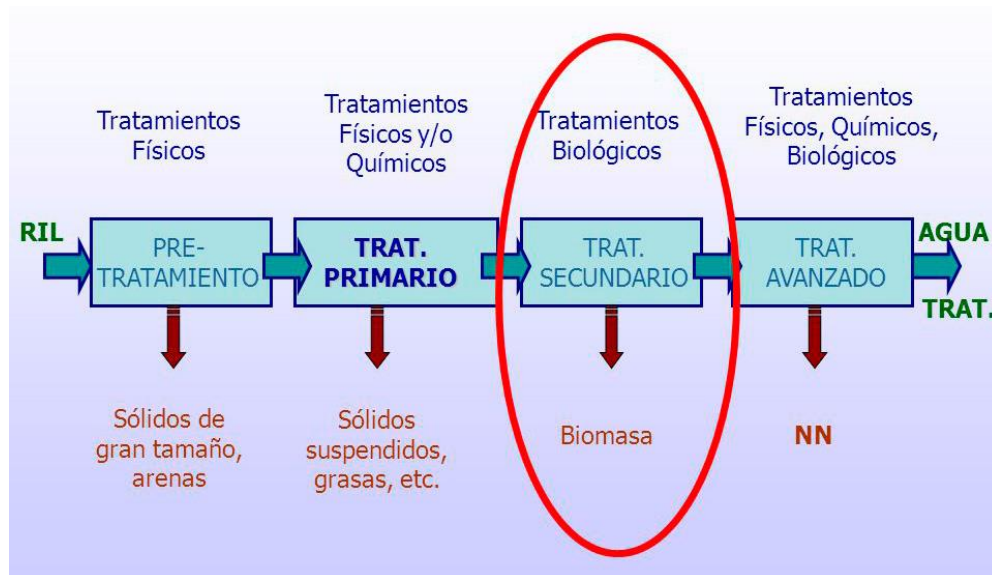 Tratamientos
Físicos
Tratamientos
Físicos y/o
Químicos
Tratamientos
Biológicos
Tratamientos
Físicos, Químicos,
Biológicos
RIL
PRE-
TRATAMIENTO
TRAT.
PRIMARIO
TRAT.
SECUNDARIO
TRAT.
AVANZADO
AGUA
TRAT.
Sólidos de
gran tamaño,
arenas
Sólidos
suspendidos,
grasas, etc.
Biomasa
NN